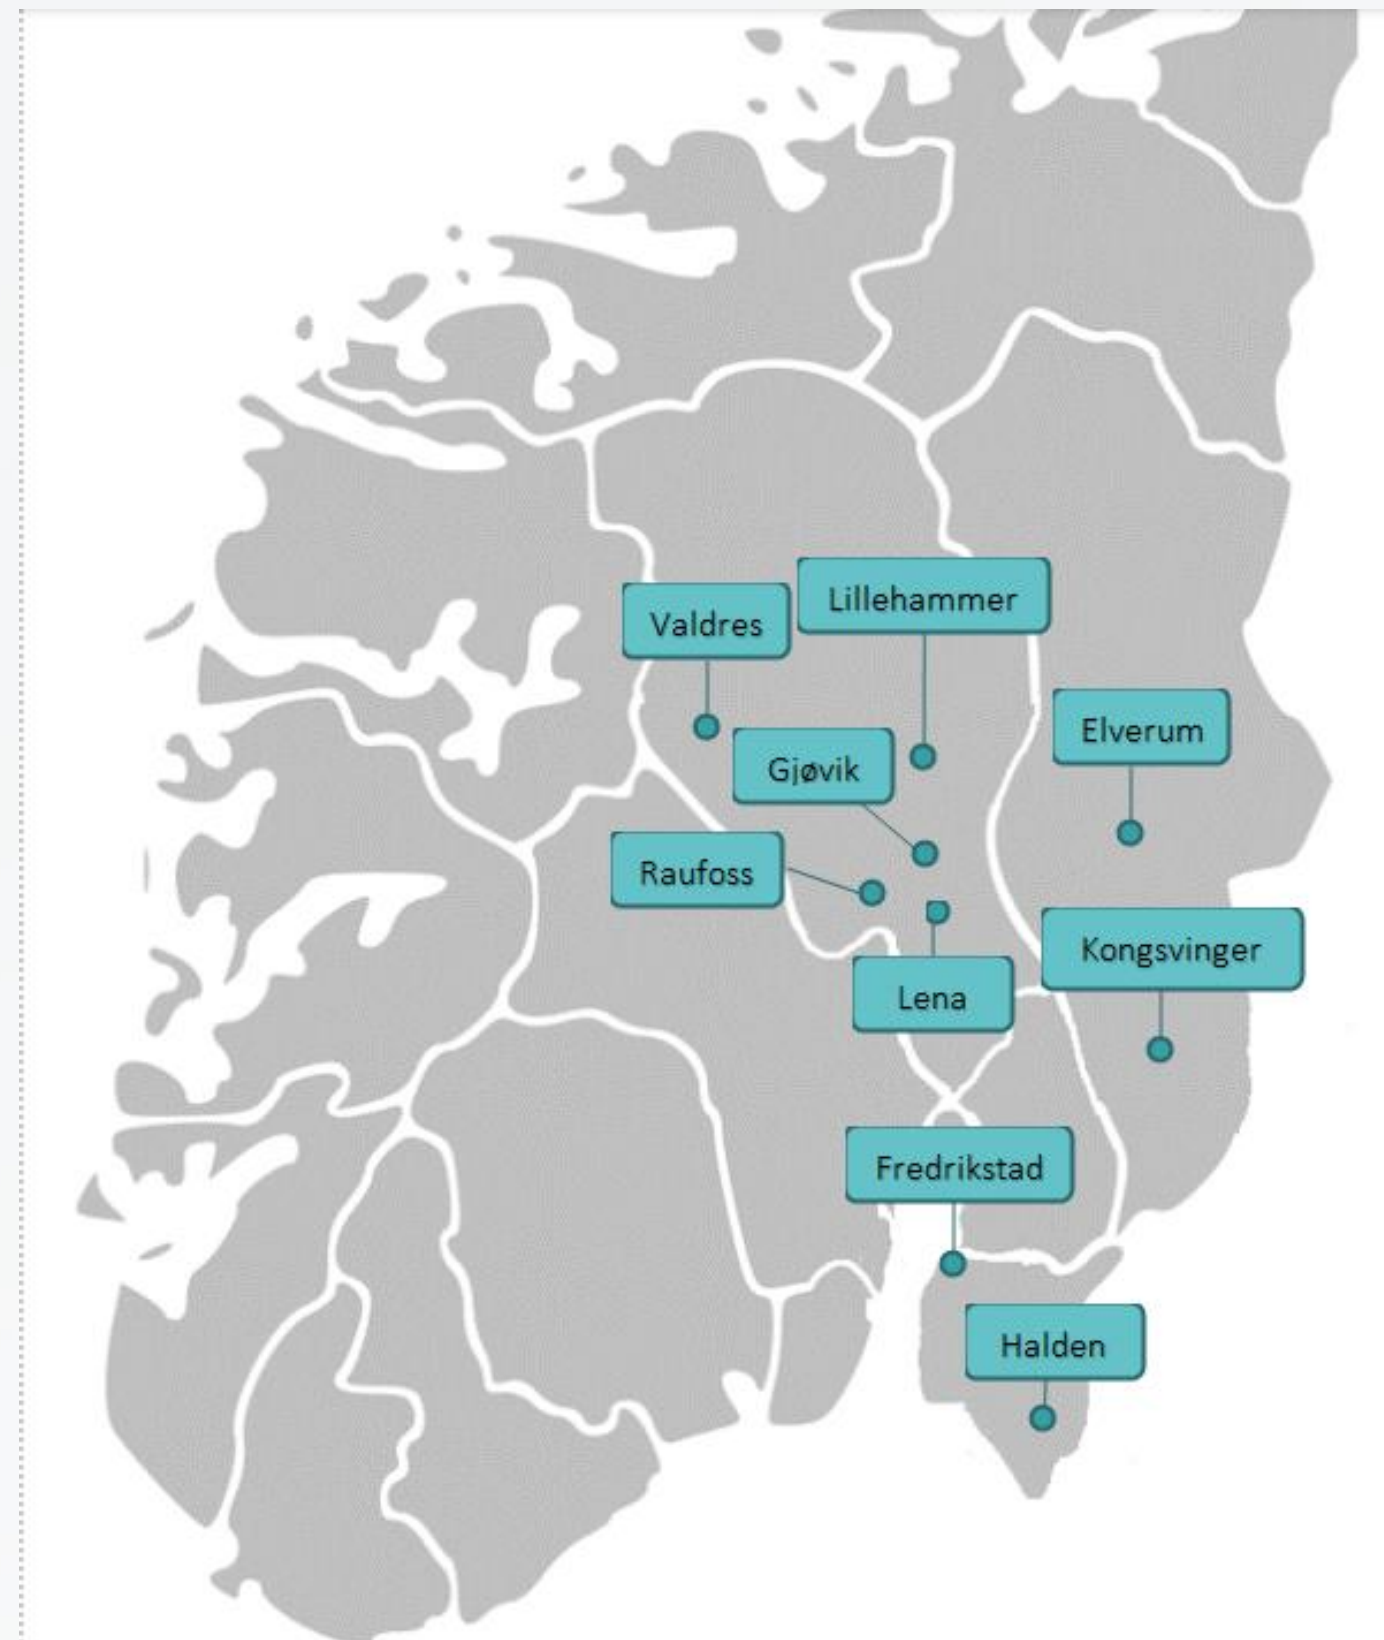 Lillehammer
Valdres
Elverum
Gjøvik
Raufoss
Kongsvinger
Lena
Fredrikstad
Halden